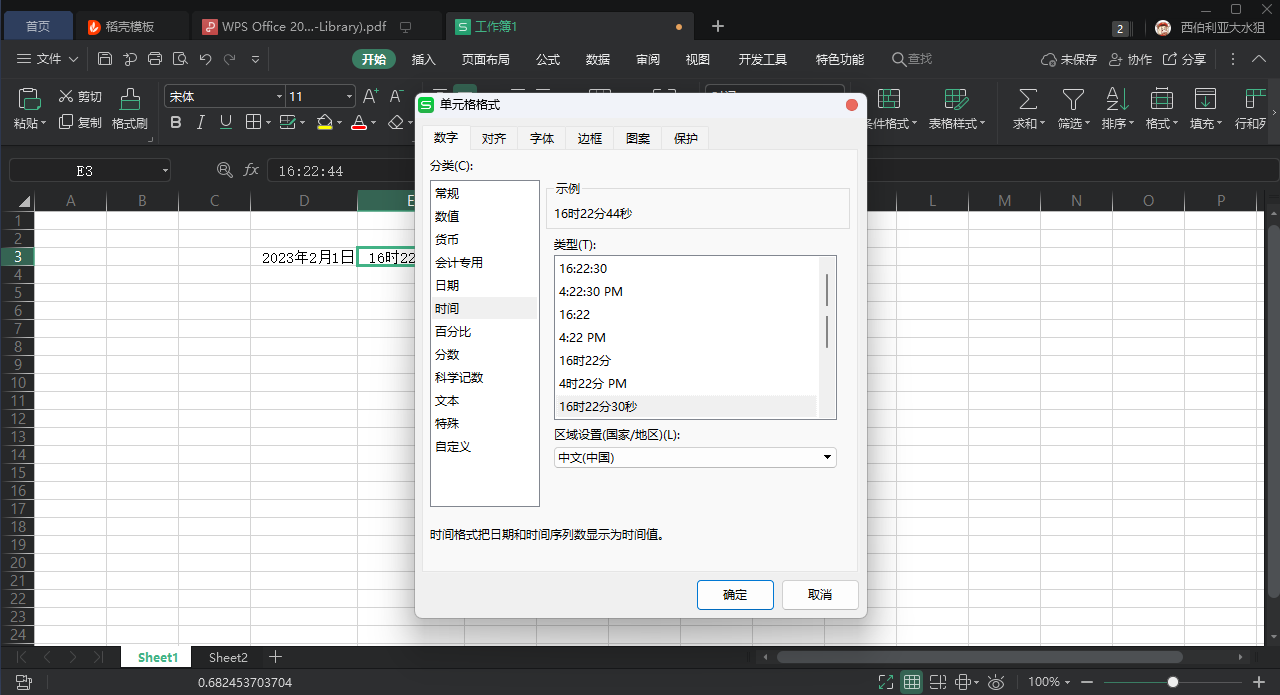 首页
稻壳模板
WPS Office 20...-Library).pdf
工作簿1
2
西伯利亚大水狙
文件
开始
插入
页面布局
公式
数据
审阅
视图
开发工具
特色功能
查找
未保存
协作
分享
粘贴
剪切
复制
格式刷
宋体
11
条件格式
表格样式
求和
筛选
排序
格式
填充
行和列
E3
fx
16:22:44
A B C D E L M N O P
1
2
3
2023年2月1日
16时22
4
5
6
7
8
9
10
11
12
13
14
15
16
17
18
19
20
21
22
23
24
单元格格式
数字
对齐
字体
边框
图案
保护
分类(C):
常规
数值
货币
会计专用
日期
时间
百分比
分数
科学记数
文本
特殊
自定义
示例
16时22分44秒
类型(T):
16:22:30
4:22:30 PM
16:22
4:22 PM
16时22分
4时22分 PM
16时22分30秒
区域设置(国家/地区)(L):
中文(中国)
时间格式把日期和时间序列数显示为时间值。
确定
取消
Sheet1
Sheet2
0.682453703704
100%